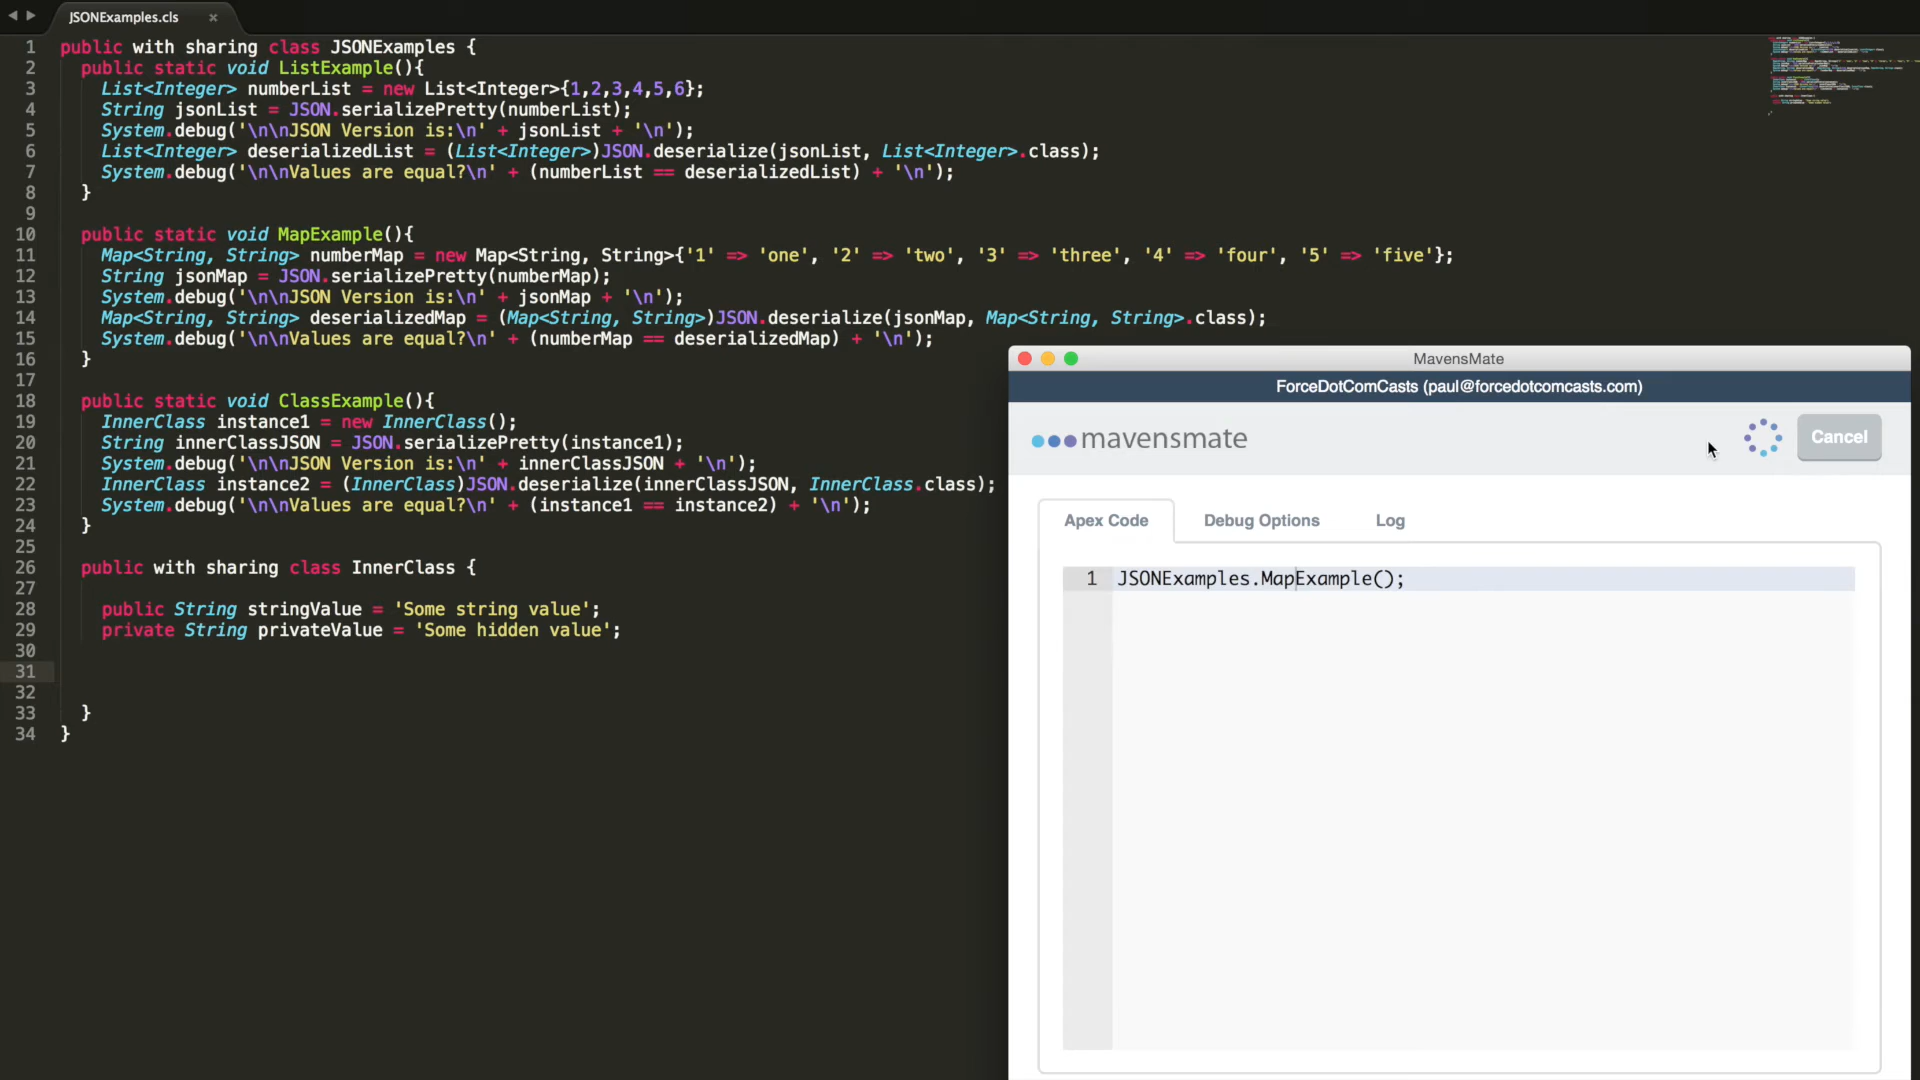 JSONExamples.cls ×
1 public with sharing class JSONExamples {
2 public static void ListExample(){
3 List<Integer> numberList = new List<Integer>{1,2,3,4,5,6};
4 String jsonList = JSON.serializePretty(numberList);
5 System.debug('\n\nJSON Version is:\n' + jsonList + '\n');
6 List<Integer> deserializedList = (List<Integer>)JSON.deserialize(jsonList, List<Integer>.class);
7 System.debug('\n\nValues are equal?\n' + (numberList == deserializedList) + '\n');
8 }
9
10 public static void MapExample(){
11 Map<String, String> numberMap = new Map<String, String>{'1' => 'one', '2' => 'two', '3' => 'three', '4' => 'four', '5' => 'five'};
12 String jsonMap = JSON.serializePretty(numberMap);
13 System.debug('\n\nJSON Version is:\n' + jsonMap + '\n');
14 Map<String, String> deserializedMap = (Map<String, String>)JSON.deserialize(jsonMap, Map<String, String>.class);
15 System.debug('\n\nValues are equal?\n' + (numberMap == deserializedMap) + '\n');
16 }
17
18 public static void ClassExample(){
19 InnerClass instance1 = new InnerClass();
20 String innerClassJSON = JSON.serializePretty(instance1);
21 System.debug('\n\nJSON Version is:\n' + innerClassJSON + '\n');
22 InnerClass instance2 = (InnerClass)JSON.deserialize(innerClassJSON, InnerClass.class);
23 System.debug('\n\nValues are equal?\n' + (instance1 == instance2) + '\n');
24 }
25
26 public with sharing class InnerClass {
27
28 public String stringValue = 'Some string value';
29 private String privateValue = 'Some hidden value';
30
31
32
33 }
34 }
MavensMate
ForceDotComCasts (paul@forcedotcomcasts.com)
mavensmate
Cancel
Apex Code Debug Options Log
1 JSONExamples.MapExample();